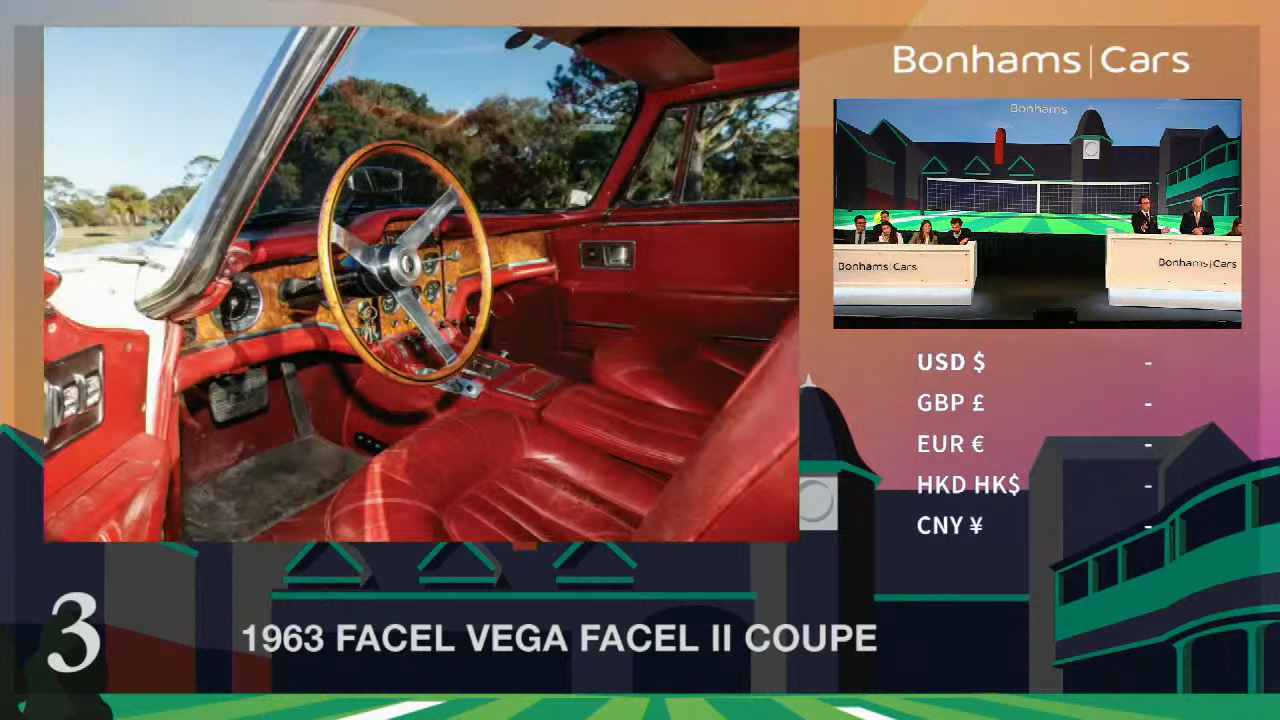 Bonhams|Cars
Bonhams
Bonhams|Cars
Bonhams|Cars
USD $ -
GBP £ -
EUR € -
HKD HK$ -
CNY ¥ -
3
1963 FACEL VEGA FACEL II COUPE